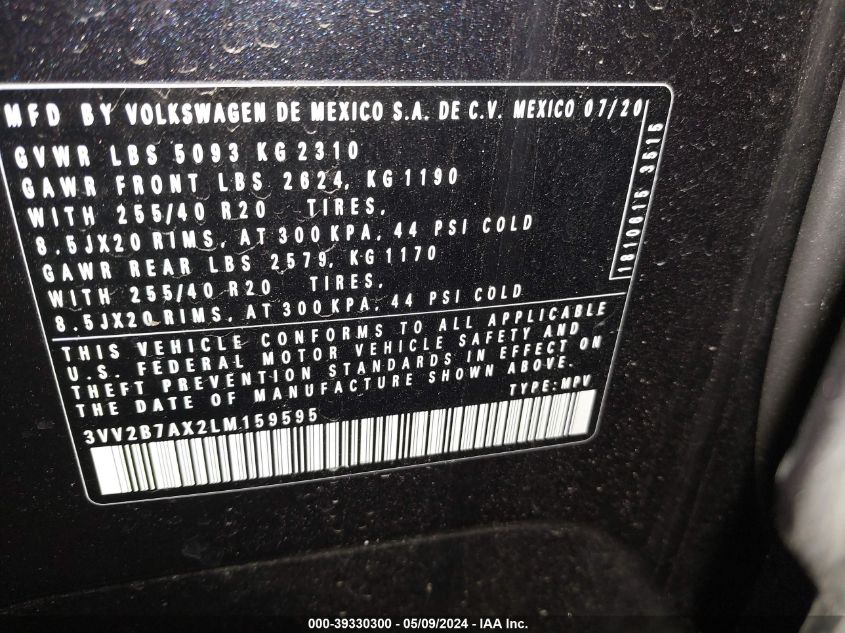 MFD BY VOLKSWAGEN DE MEXICO S.A. DE C.V. MEXICO 07/20
GVWR LBS 5093 KG 2310
GAWR FRONT LBS 2624, KG 1190
WITH 255/40 R20 TIRES,
8.5JX20 RIMS, AT 300 KPA, 44 PSI COLD
GAWR REAR LBS 2579, KG 1170
WITH 255/40 R20 TIRES,
8.5JX20 RIMS, AT 300 KPA, 44 PSI COLD
1810616 3515
THIS VEHICLE CONFORMS TO ALL APPLICABLE
U.S. FEDERAL MOTOR VEHICLE SAFETY AND
THEFT PREVENTION STANDARDS IN EFFECT ON
THE DATE OF MANUFACTURE SHOWN ABOVE.
TYPE: MPV
3VV2B7AX2LM159595
000-39330300 - 05/09/2024 - IAA Inc.